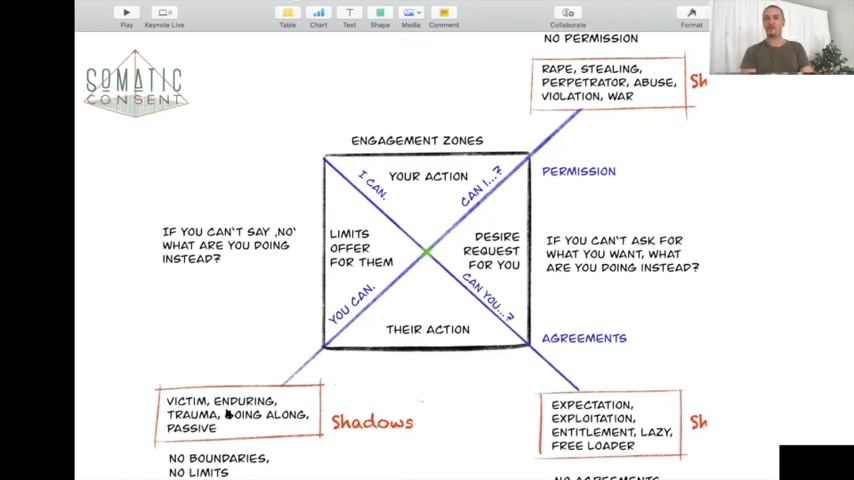 Play
Keynote Live
Table
Chart
Text
Shape
Media
Comment
Collaborate
Format
NO PERMISSION
SOMATIC
CONSENT
RAPE, STEALING,
PERPETRATOR, ABUSE,
VIOLATION, WAR
Sh
ENGAGEMENT ZONES
I CAN.
YOUR ACTION
CAN I...?
PERMISSION
IF YOU CAN'T SAY ,NO'
WHAT ARE YOU DOING
INSTEAD?
LIMITS
OFFER
FOR THEM
DESIRE
REQUEST
FOR YOU
IF YOU CAN'T ASK FOR
WHAT YOU WANT, WHAT
ARE YOU DOING INSTEAD?
YOU CAN.
CAN YOU...?
THEIR ACTION
AGREEMENTS
VICTIM, ENDURING,
TRAUMA, GOING ALONG,
PASSIVE
Shadows
EXPECTATION,
EXPLOITATION,
ENTITLEMENT, LAZY,
FREE LOADER
Sh
NO BOUNDARIES,
NO LIMITS
NO AGREEMENTS